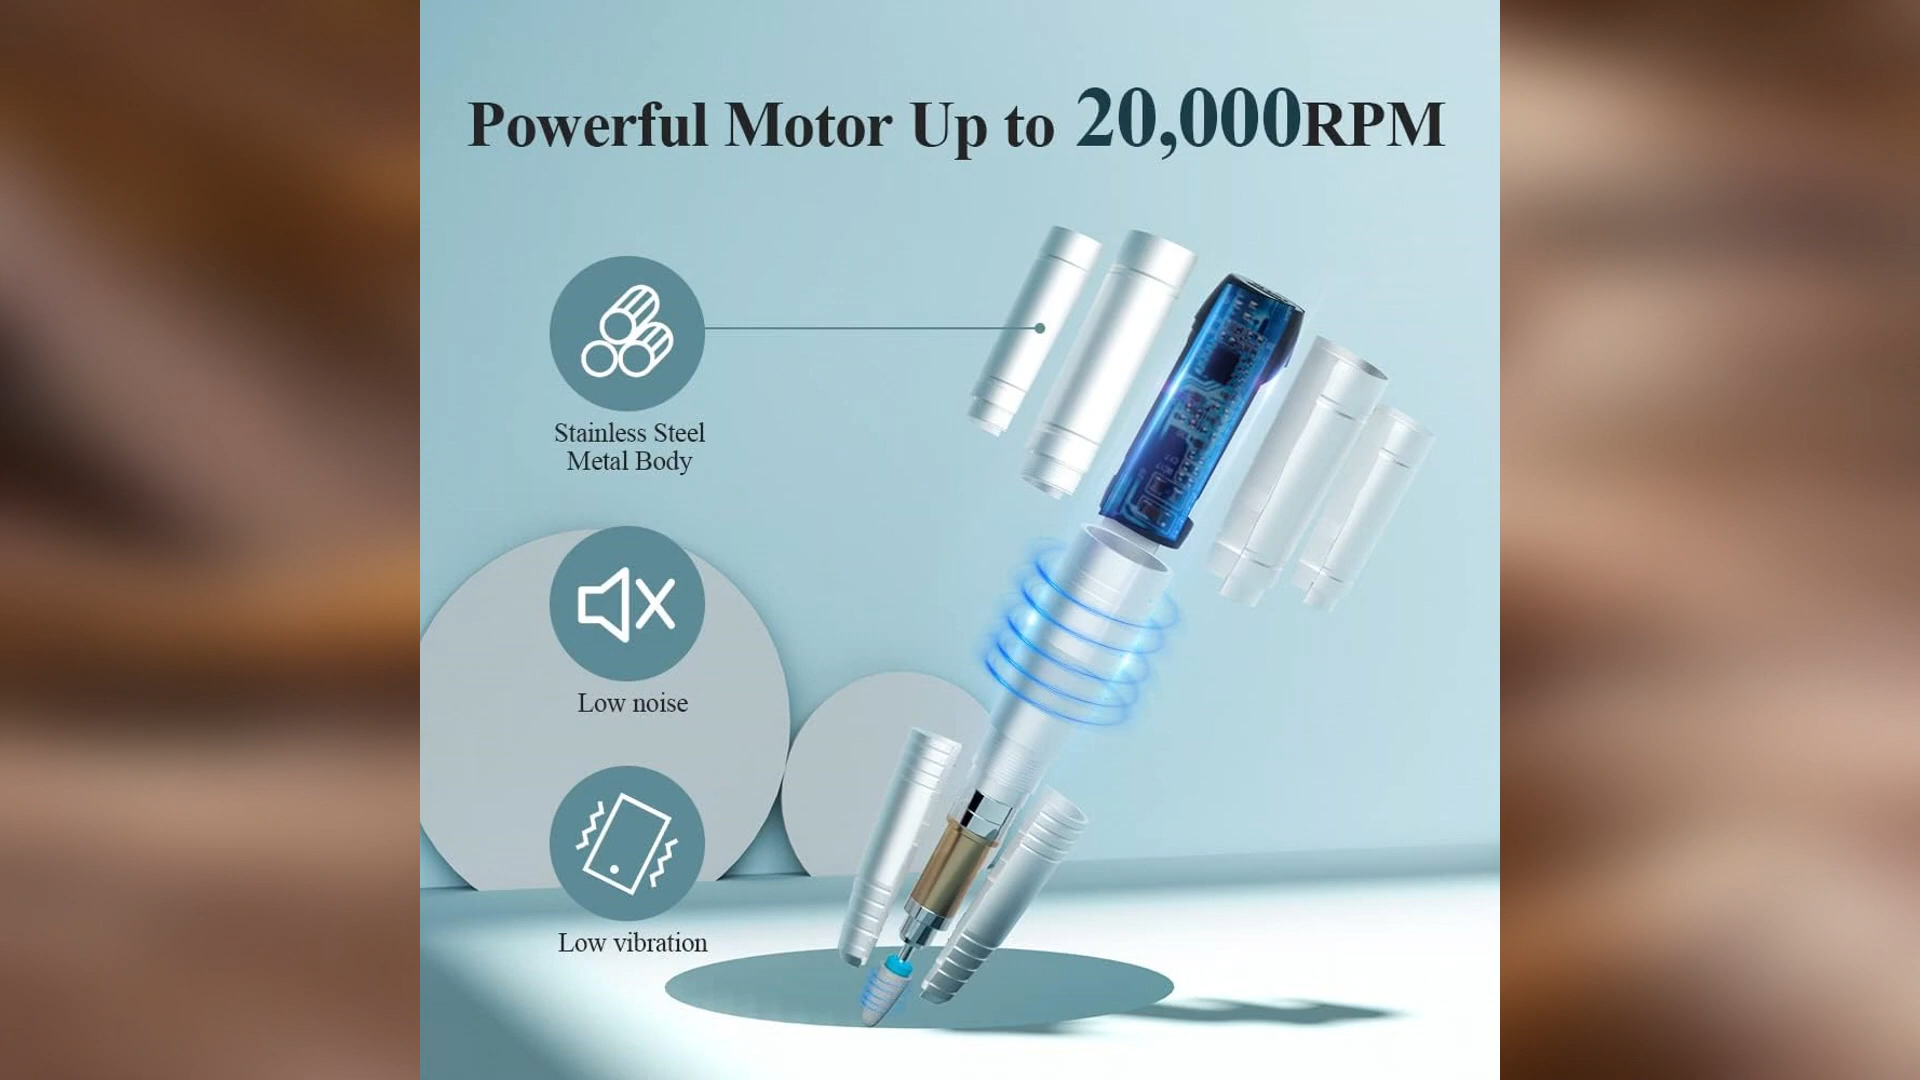 Powerful Motor Up to 20,000RPM
Stainless Steel
Metal Body
Low noise
Low vibration